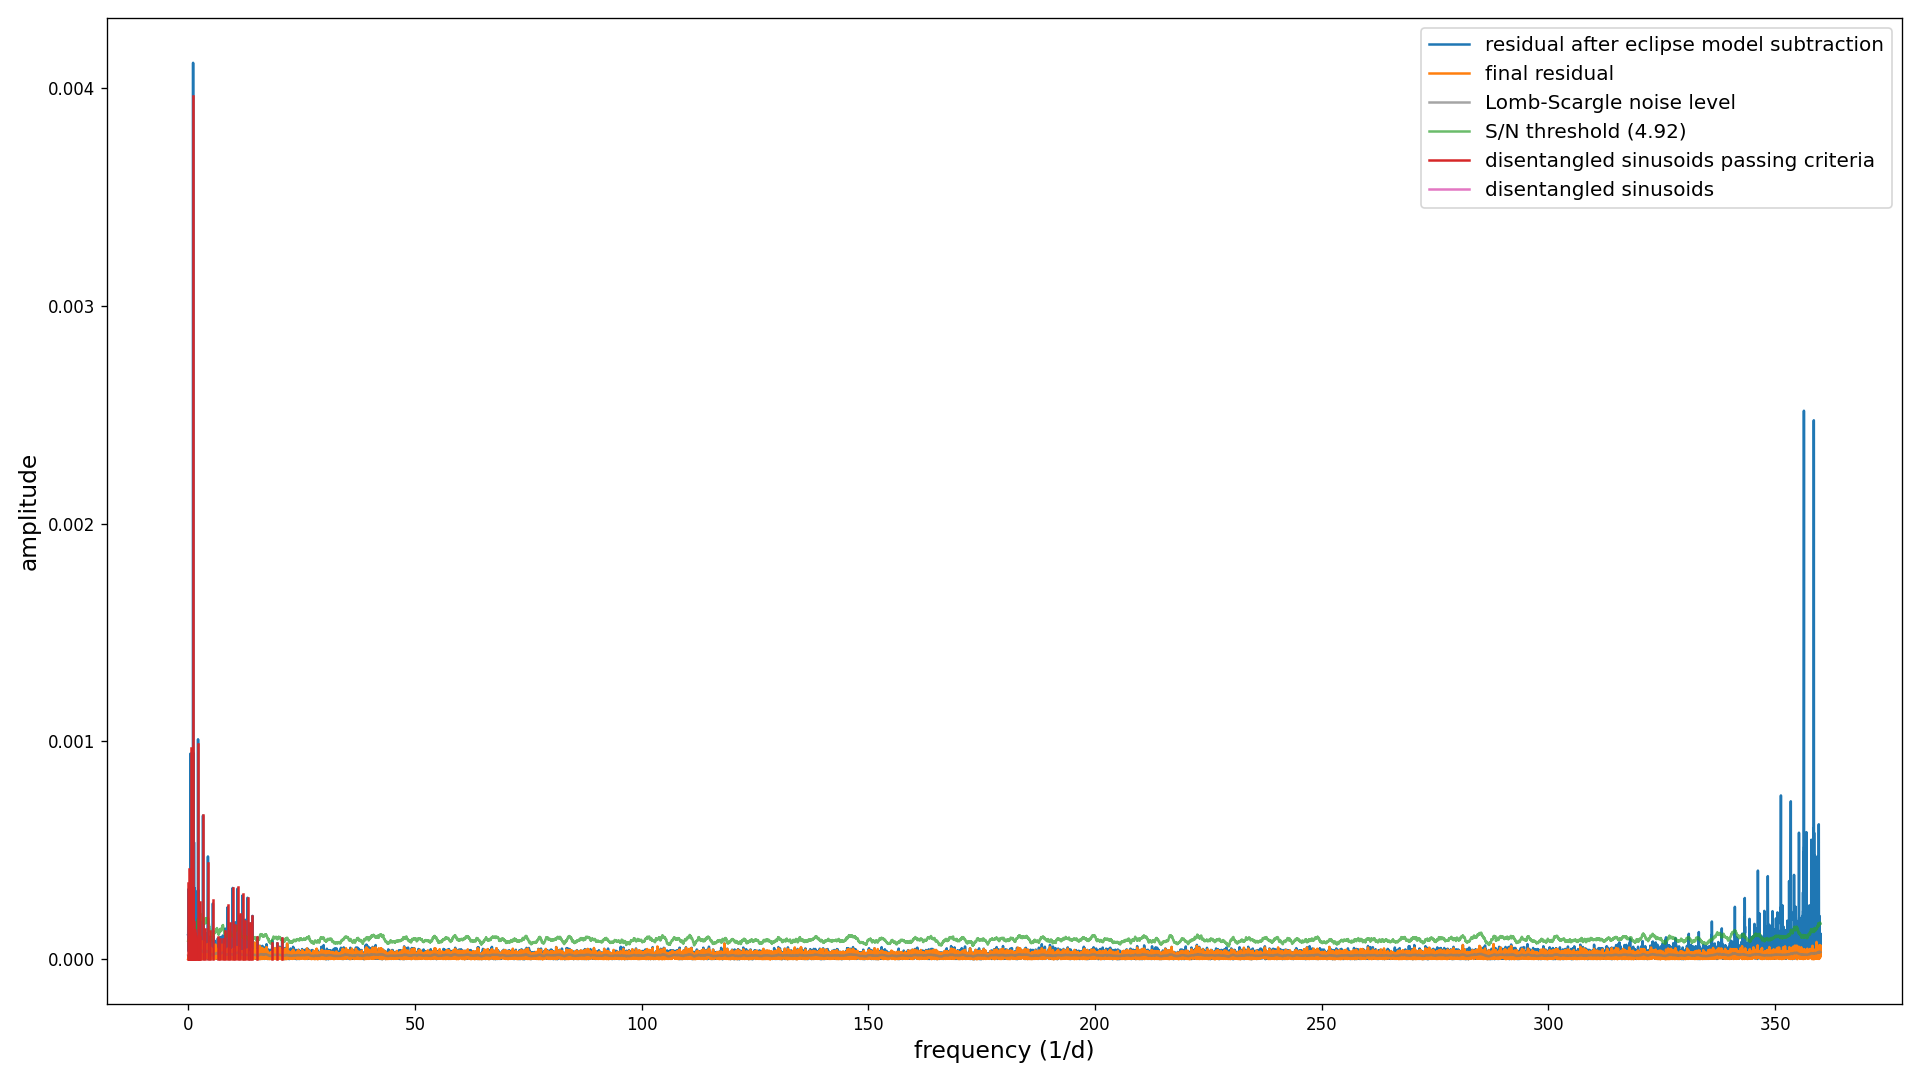 residual after eclipse model subtraction
final residual
Lomb-Scargle noise level
S/N threshold (4.92)
disentangled sinusoids passing criteria
disentangled sinusoids
0.004
0.003
0.002
0.001
0.000
amplitude
0 50 100 150 200 250 300 350
frequency (1/d)